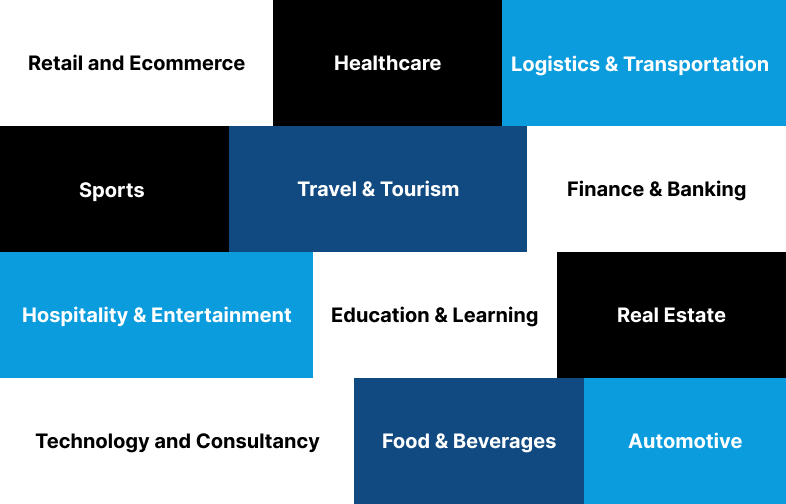 Retail and Ecommerce
Healthcare
Logistics & Transportation
Sports
Travel & Tourism
Finance & Banking
Hospitality & Entertainment
Education & Learning
Real Estate
Technology and Consultancy
Food & Beverages
Automotive